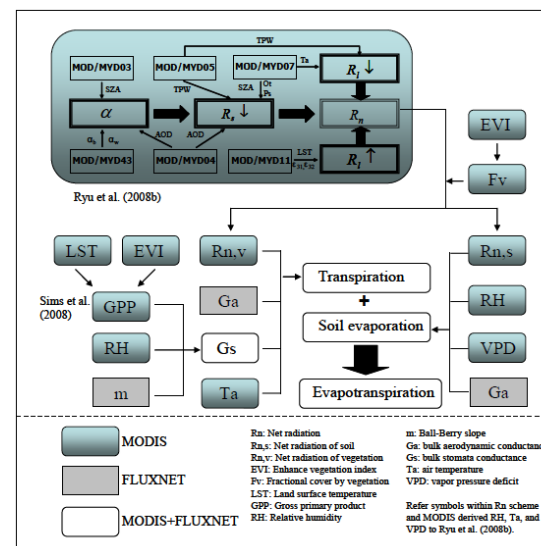 TPW
MOD/MYD03
MOD/MYD05
MOD/MYD07
Ta
Rl ↓
SZA
TPW
SZA
Ot
Ps
α
Rs ↓
Rn
αb αw
AOD
AOD
LST
ε31,ε32
MOD/MYD43
MOD/MYD04
MOD/MYD11
Rl ↑
Ryu et al. (2008b)
EVI
Fv
LST
EVI
Rn,v
Rn,s
Transpiration
Sims et al.
(2008)
GPP
Ga
+
RH
Soil evaporation
RH
Gs
VPD
m
Ta
Evapotranspiration
Ga
MODIS
FLUXNET
MODIS+FLUXNET
Rn: Net radiation
Rn,s: Net radiation of soil
Rn,v: Net radiation of vegetation
EVI: Enhance vegetation index
Fv: Fractional cover by vegetation
LST: Land surface temperature
GPP: Gross primary product
RH: Relative humidity
m: Ball-Berry slope
Ga: bulk aerodynamic conductance
Gs: bulk stomata conductance
Ta: air temperature
VPD: vapor pressure deficit
Refer symbols within Rn scheme
and MODIS derived RH, Ta, and
VPD to Ryu et al. (2008b).